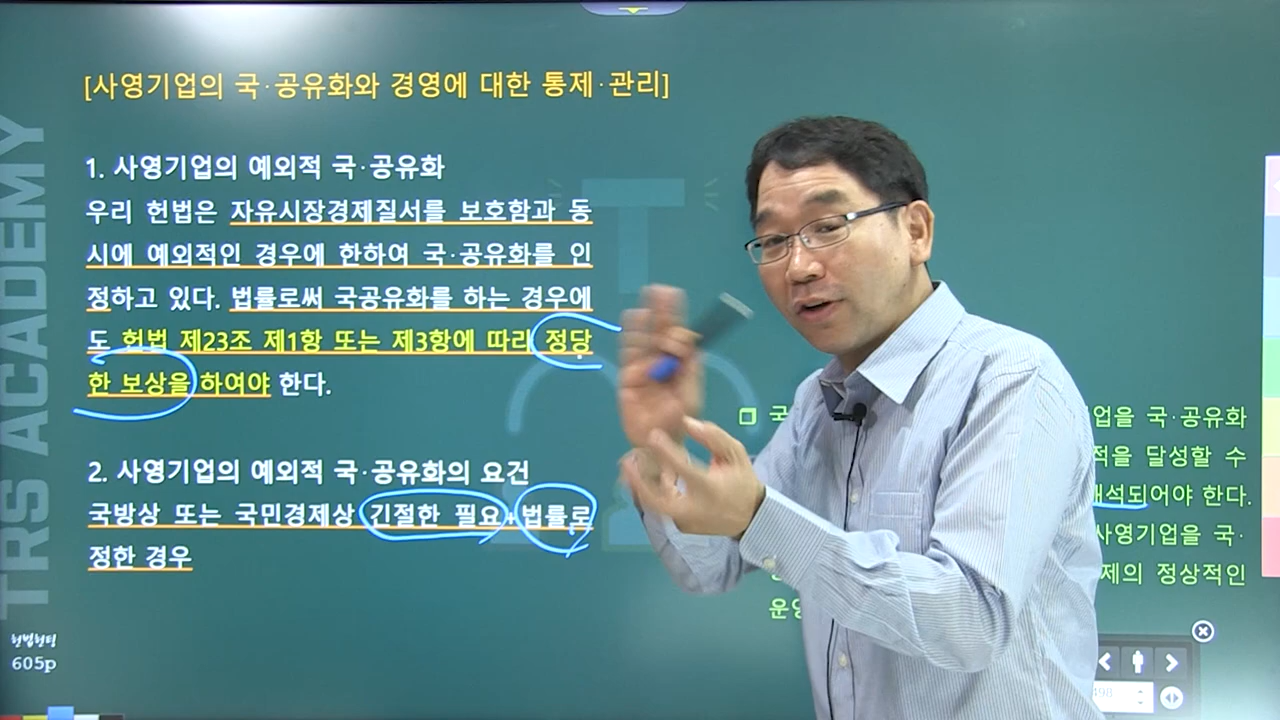 [사영기업의 국·공유화와 경영에 대한 통제·관리]
1. 사영기업의 예외적 국·공유화
우리 헌법은 자유시장경제질서를 보호함과 동
시에 예외적인 경우에 한하여 국·공유화를 인
정하고 있다. 법률로써 국공유화를 하는 경우에
도 헌법 제23조 제1항 또는 제3항에 따라 정당
한 보상을 하여야 한다.
2. 사영기업의 예외적 국·공유화의 요건
국방상 또는 국민경제상 긴절한 필요+법률로
정한 경우
국 업을 국·공유화
적을 달성할 수
해석되어야 한다.
사영기업을 국·
제의 정상적인
운영
TRS ACADEMY
605p
498